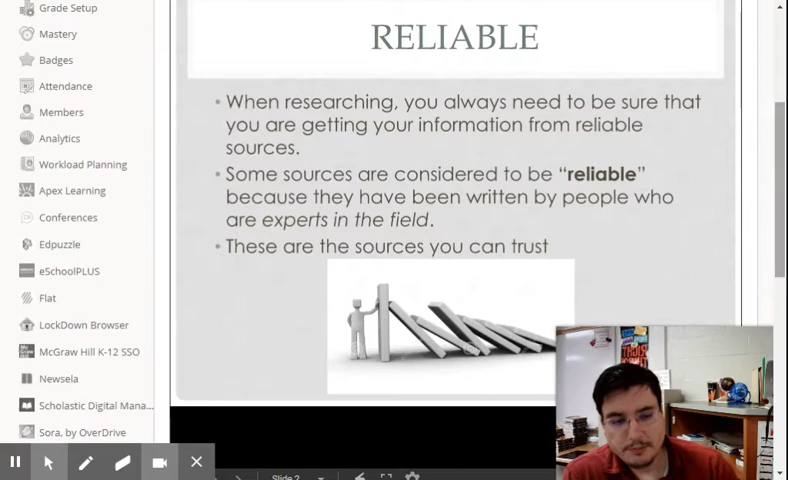 Grade Setup
Mastery
Badges
Attendance
Members
Analytics
Workload Planning
Apex Learning
Conferences
Edpuzzle
eSchoolPLUS
Flat
LockDown Browser
McGraw Hill K-12 SSO
Newsela
Scholastic Digital Mana...
Sora, by OverDrive
RELIABLE
• When researching, you always need to be sure that
you are getting your information from reliable
sources.
• Some sources are considered to be “reliable”
because they have been written by people who
are experts in the field.
• These are the sources you can trust
Slide 2